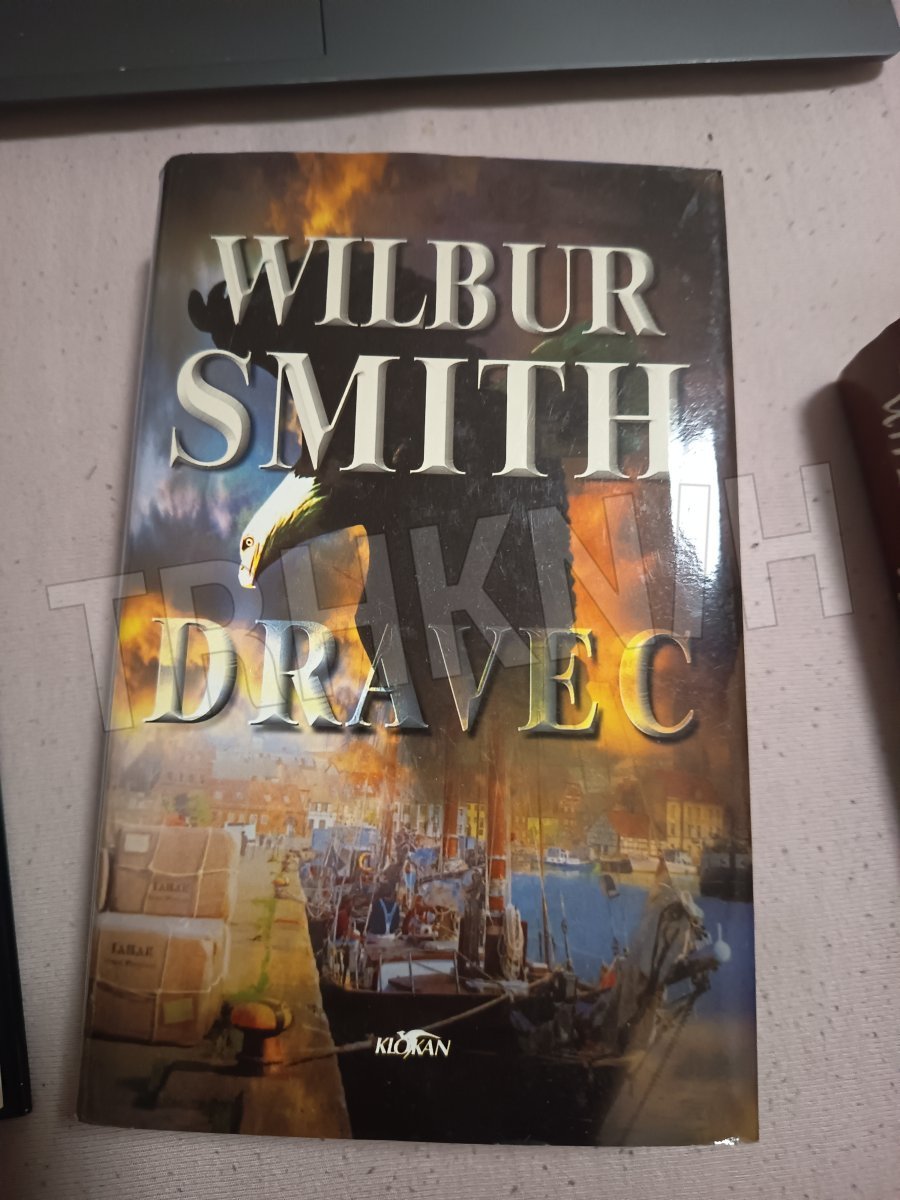 WILBUR
SMITH
TRHKNIH
DRAVEC
KLOKAN